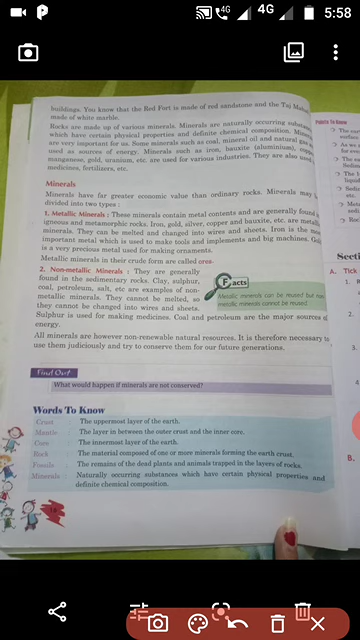 4G
4G
5:58
buildings. You know that the Red Fort is made of red sandstone and the Taj Mahal
made of white marble.
Rocks are made up of various minerals. Minerals are naturally occurring
which have certain physical properties and definite chemical composition.
are very important for us. Some minerals such as coal, mineral oil and natural
used as sources of energy. Minerals such as iron, bauxite (aluminium),
manganese, gold, uranium, etc. are used for various industries. They are also used
medicines, fertilizers, etc.
Minerals
Minerals have far greater economic value than ordinary rocks. Minerals may
divided into two types :
1. Metallic Minerals : These minerals contain metal contents and are generally found
igneous and metamorphic rocks. Iron, gold, silver, copper and bauxite, etc. are
minerals. They can be melted and changed into wires and sheets. Iron is the
important metal which is used to make tools and implements and big machines.
is a very precious metal used for making ornaments.
Metallic minerals in their crude form are called ores.
2. Non-metallic Minerals : They are generally
found in the sedimentary rocks. Clay, sulphur,
coal, petroleum, salt, etc are examples of non-
metallic minerals. They cannot be melted, so
they cannot be changed into wires and sheets.
Sulphur is used for making medicines. Coal and petroleum are the major sources
energy.
Facts
Metallic minerals can be reused but
metallic minerals cannot be reused.
All minerals are however non-renewable natural resources. It is therefore necessary to
use them judiciously and try to conserve them for our future generations.
Find Out!
What would happen if minerals are not conserved?
Words To Know
Crust : The uppermost layer of the earth.
Mantle : The layer in between the outer crust and the inner core.
Core : The innermost layer of the earth.
Rock : The material composed of one or more minerals forming the earth crust.
Fossils : The remains of the dead plants and animals trapped in the layers of rocks.
Minerals : Naturally occurring substances which have certain physical properties and
definite chemical composition.
Points To Know
The
As we
The
The
liquid
Secti
A. Tick
1.
2.
3.
B.